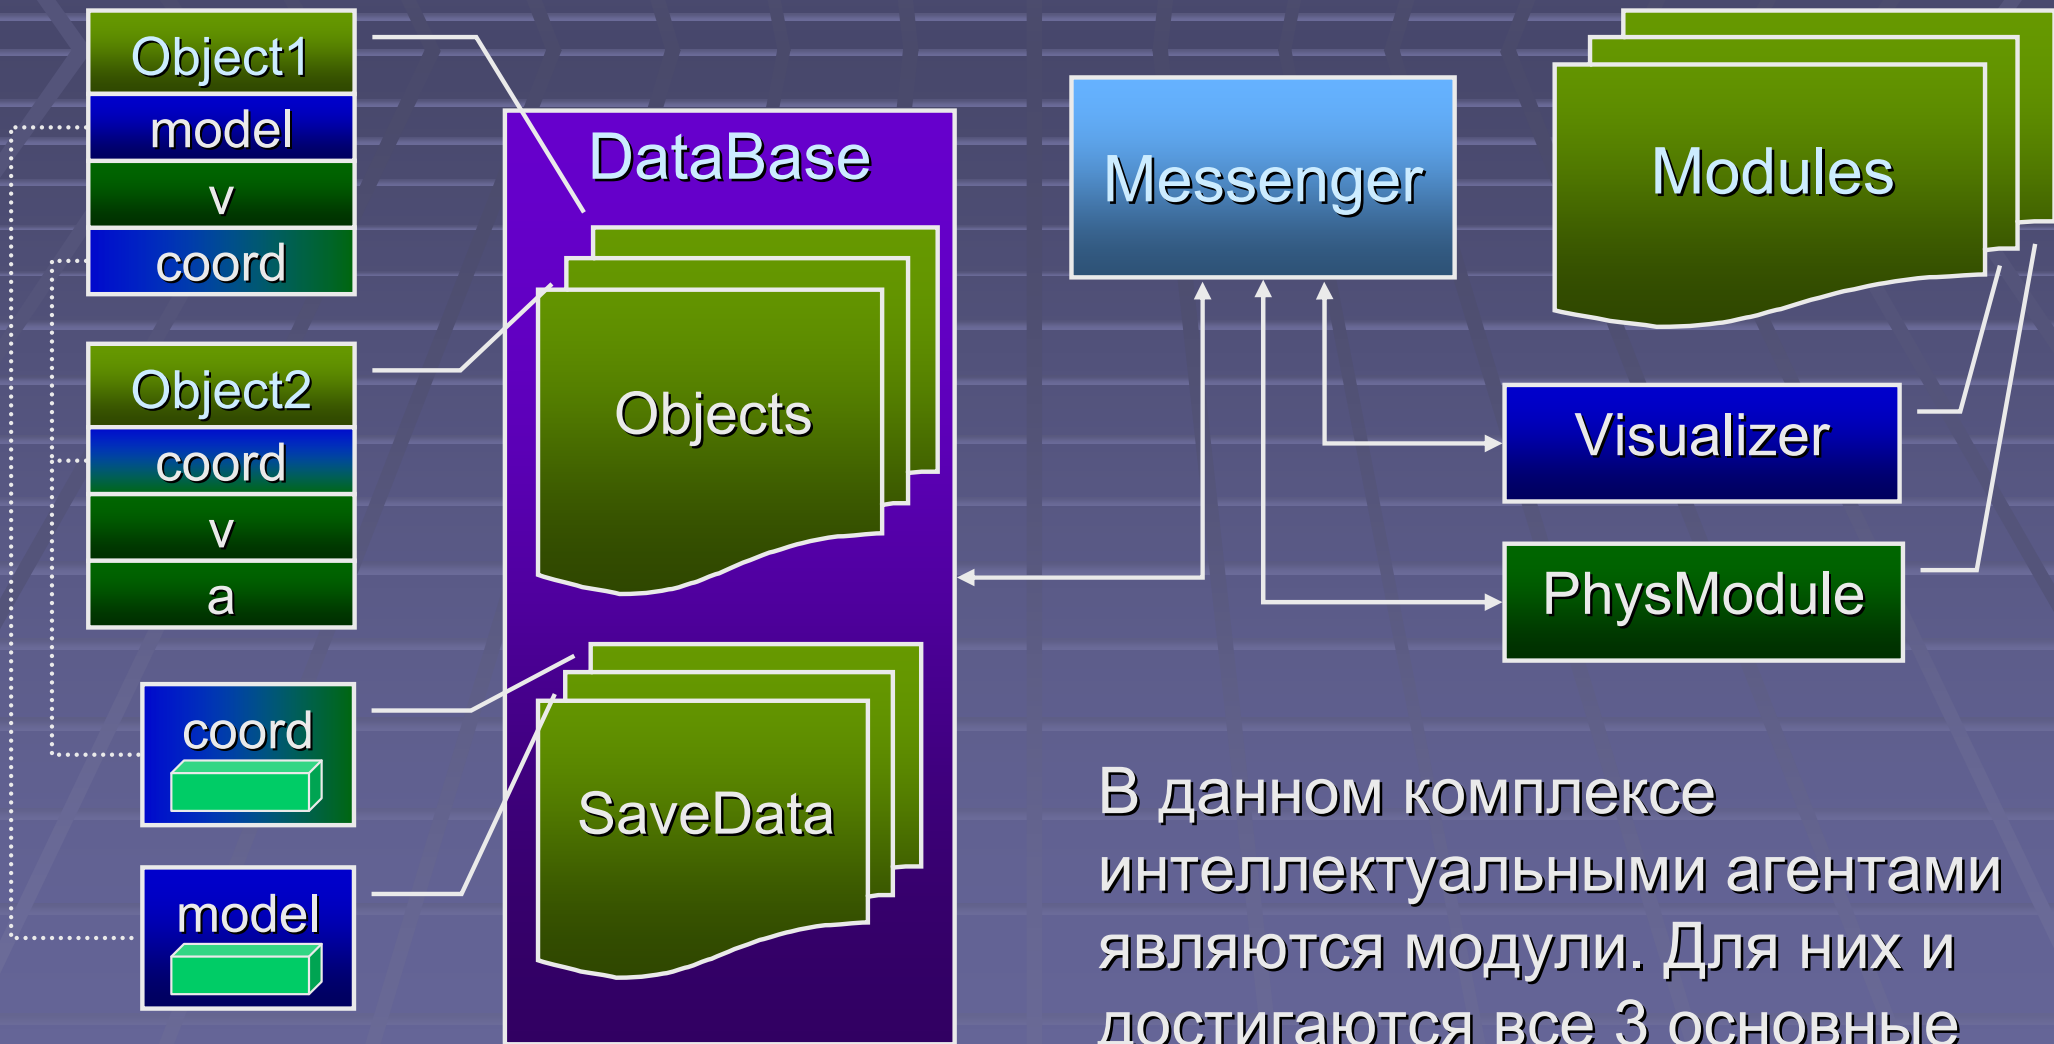 Object1
model
v
coord
Object2
coord
v
a
coord
model
DataBase
Objects
SaveData
Messenger
Modules
Visualizer
PhysModule
В данном комплексе
интеллектуальными агентами
являются модули. Для них и
достигаются все 3 основные